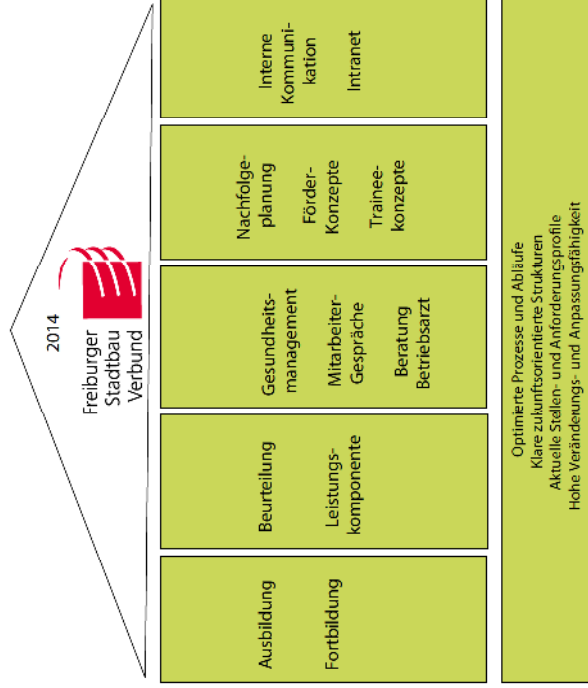 2014
Freiburger
Stadtbau
Verbund
Ausbildung
Fortbildung
Beurteilung
Leistungs-
komponente
Gesundheits-
management
Mitarbeiter-
Gespräche
Beratung
Betriebsarzt
Nachfolge-
planung
Förder-
Konzepte
Trainee-
konzepte
Interne
Kommuni-
kation
Intranet
Optimierte Prozesse und Abläufe
Klare zukunftsorientierte Strukturen
Aktuelle Stellen- und Anforderungsprofile
Hohe Veränderungs- und Anpassungsfähigkeit